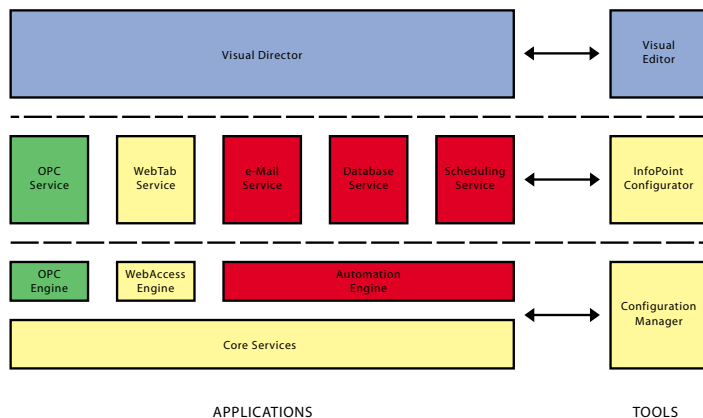 Visual Director
Visual
Editor
OPC
Service
WebTab
Service
e-Mail
Service
Database
Service
Scheduling
Service
InfoPoint
Configurator
OPC
Engine
WebAccess
Engine
Automation
Engine
Configuration
Manager
Core Services
APPLICATIONS
TOOLS